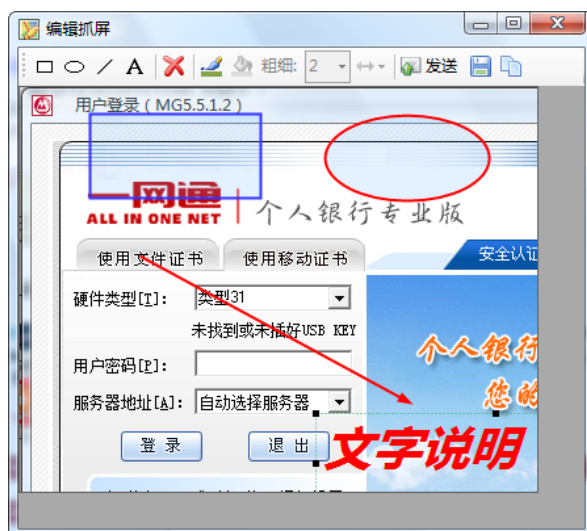 编辑抓屏
A 粗细: 2 发送
用户登录（MG5.5.1.2）
一网通
ALL IN ONE NET
个人银行专业版
使用文件证书 使用移动证书 安全认证
硬件类型[T]: 类型31
未找到或未插好USB KEY
个人银行
用户密码[P]:
您的
服务器地址[A]: 自动选择服务器
登 录 退 出
文字说明